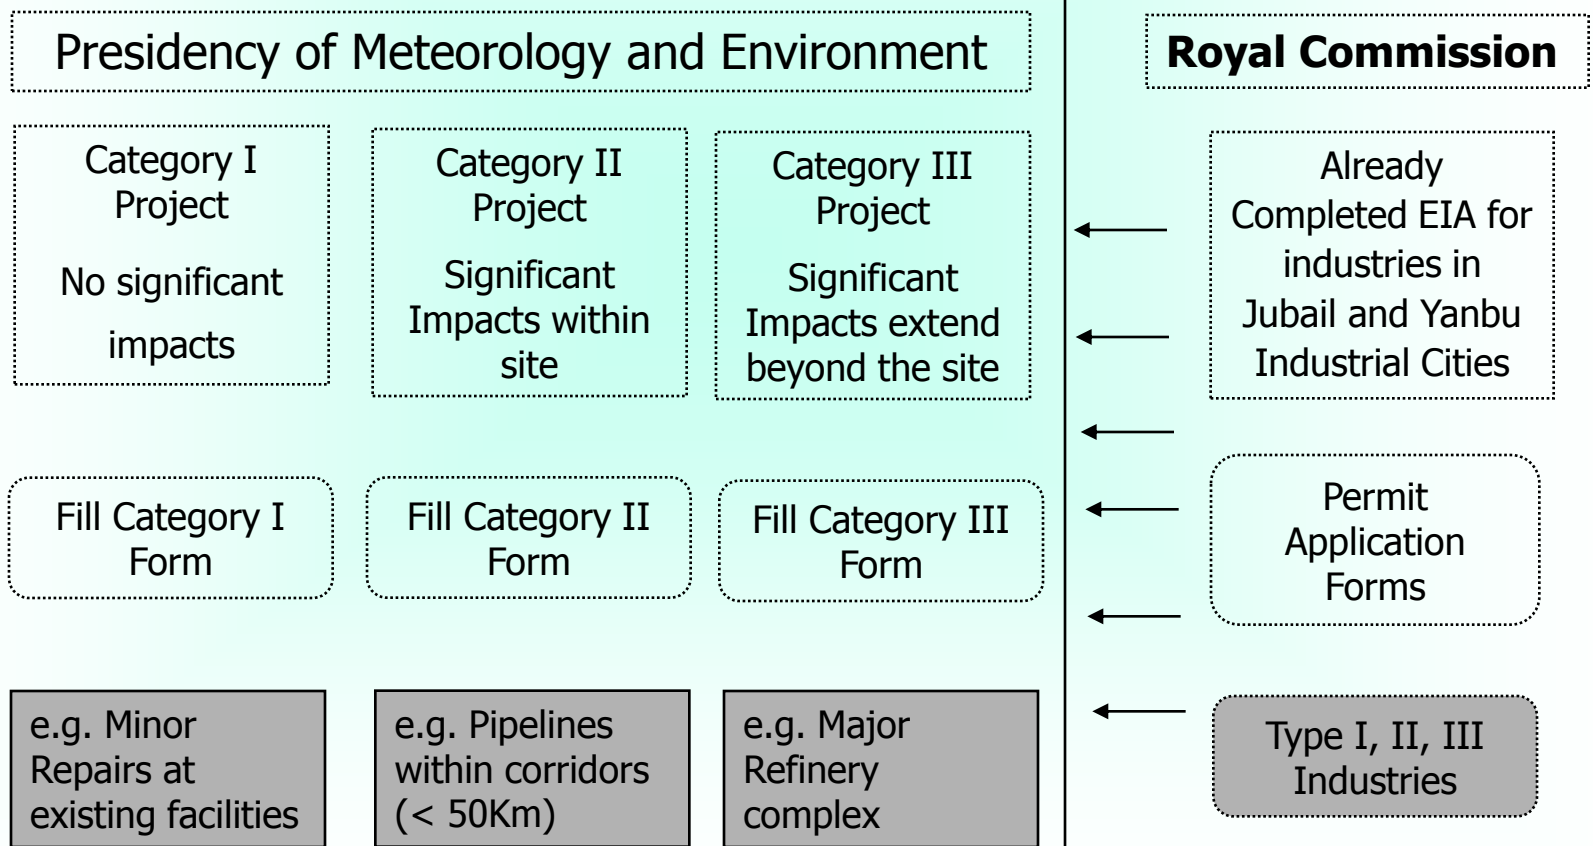 Presidency of Meteorology and Environment
Royal Commission
Category I
Project
No significant
impacts
Category II
Project
Significant
Impacts within
site
Category III
Project
Significant
Impacts extend
beyond the site
Already
Completed EIA for
industries in
Jubail and Yanbu
Industrial Cities
Fill Category I
Form
Fill Category II
Form
Fill Category III
Form
Permit
Application
Forms
e.g. Minor
Repairs at
existing facilities
e.g. Pipelines
within corridors
(< 50Km)
e.g. Major
Refinery
complex
Type I, II, III
Industries